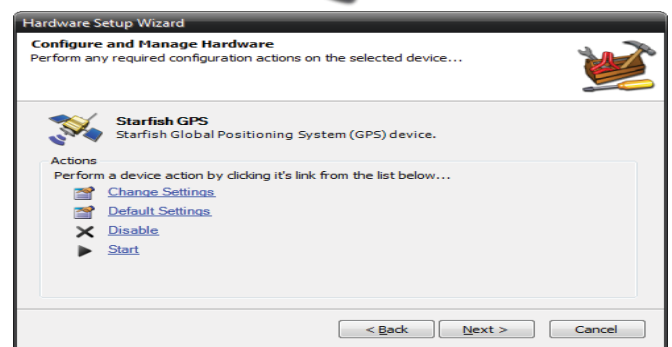 Hardware Setup Wizard
Configure and Manage Hardware
Perform any required configuration actions on the selected device...
Starfish GPS
Starfish Global Positioning System (GPS) device.
Actions
Perform a device action by clicking it's link from the list below...
Change Settings
Default Settings
Disable
Start
< Back Next > Cancel